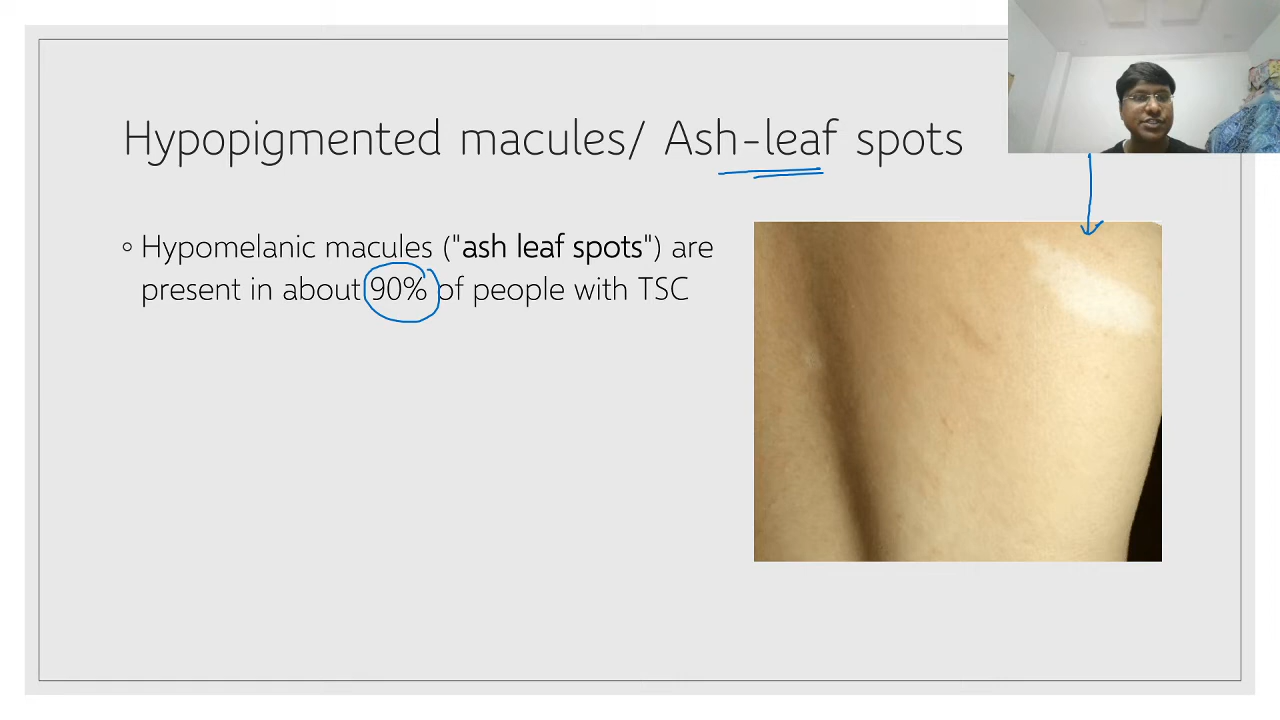 Hypopigmented macules/ Ash-leaf spots
◦ Hypomelanic macules ("ash leaf spots") are
present in about 90% of people with TSC